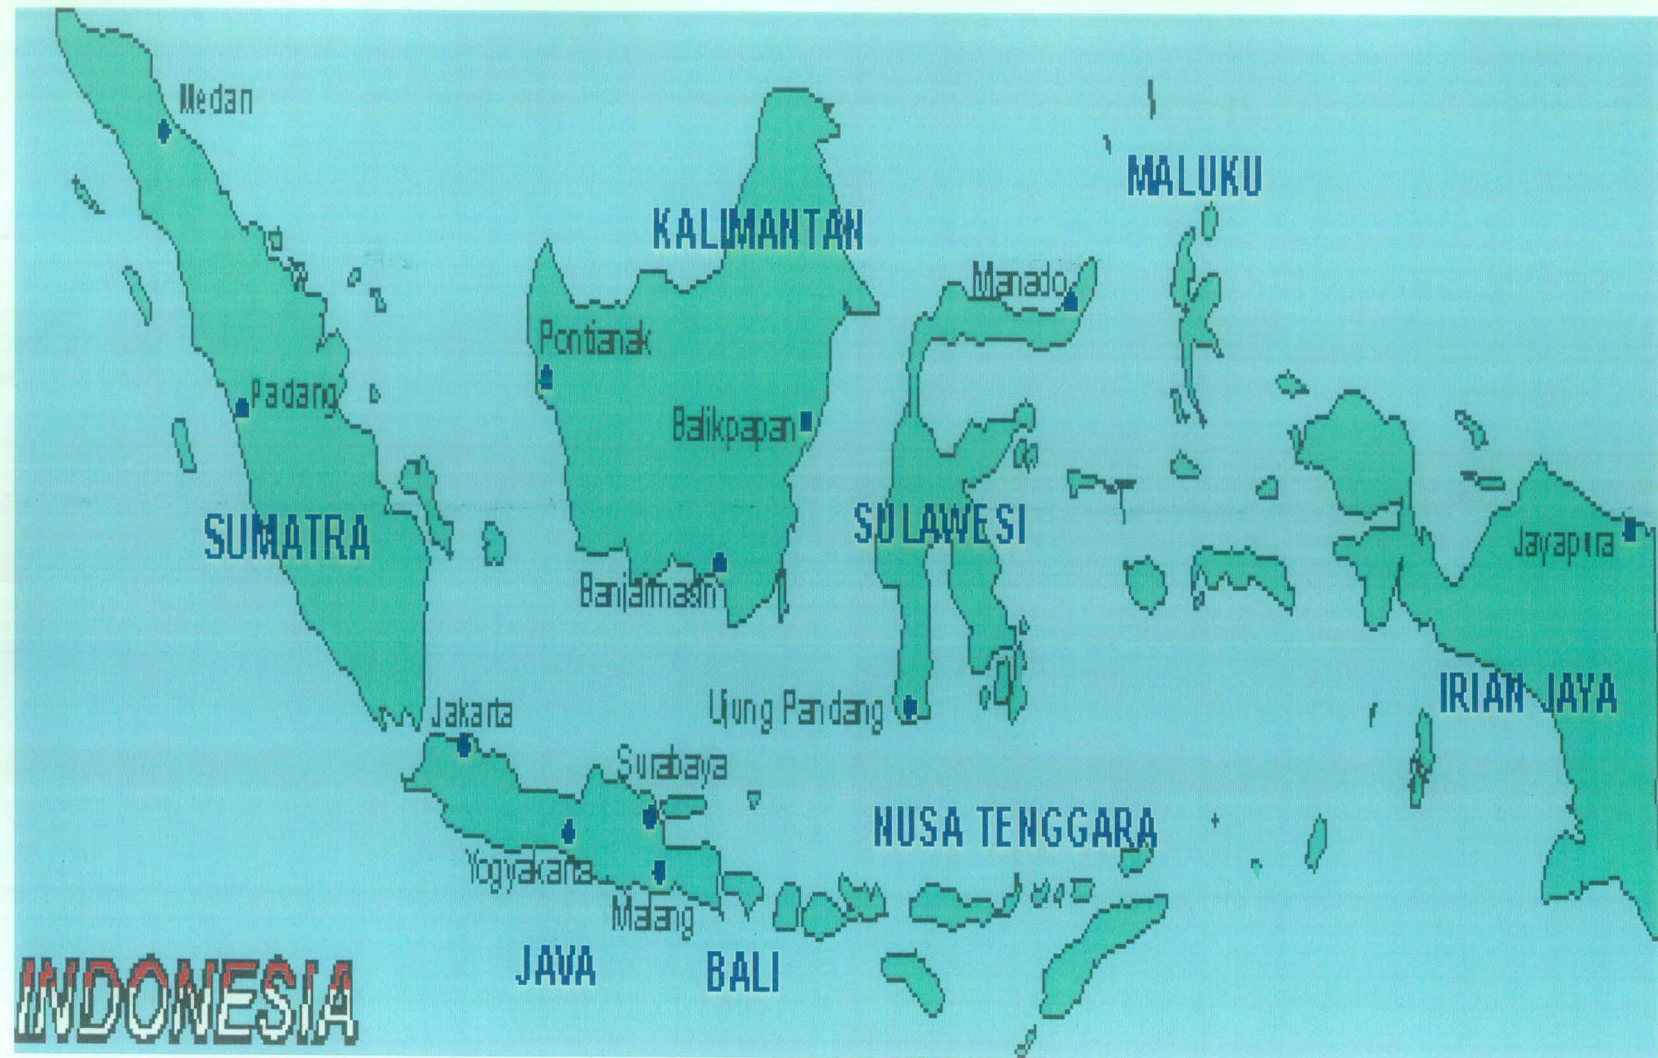 Medan
MALUKU
KALIMANTAN
Manado
Pontianak
Padang
Balikpapan
SUMATRA
SULAWESI
Jayapura
Banjarmasin
IRIAN JAYA
Ujung Pandang
Jakarta
Surabaya
NUSA TENGGARA
Yogyakarta
Malang
JAVA
BALI
INDONESIA